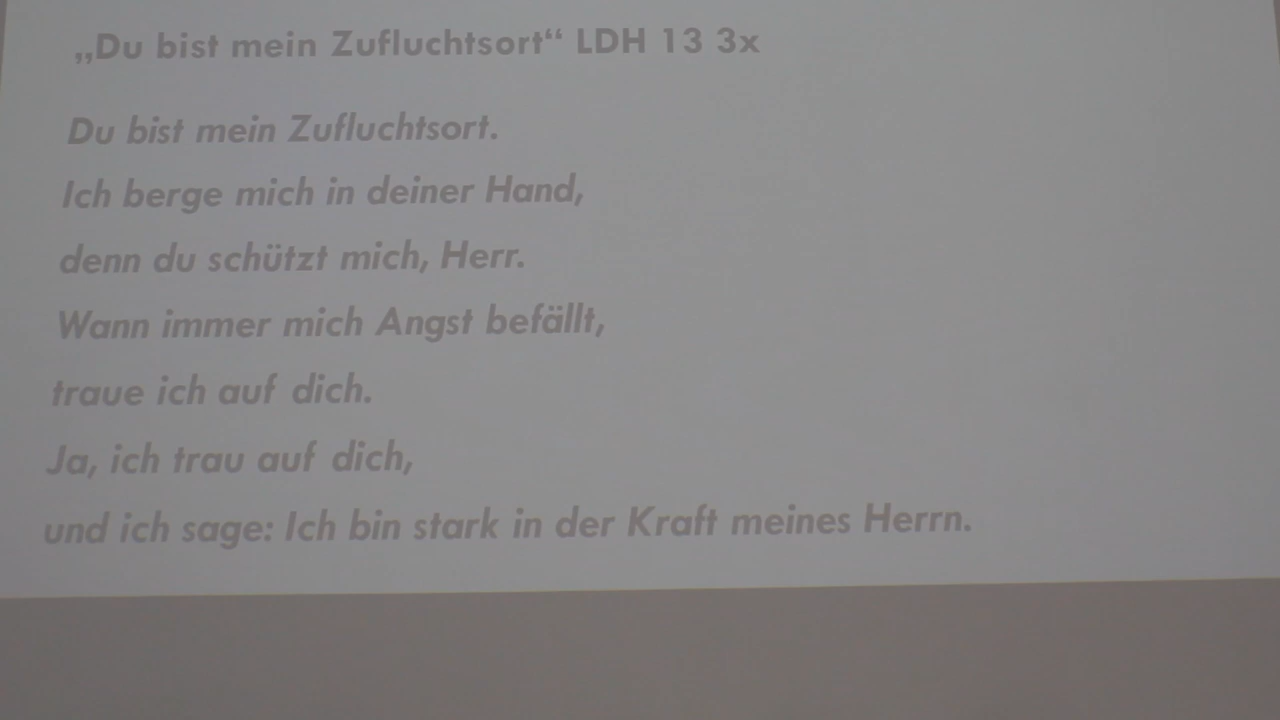 „Du bist mein Zufluchtsort“ LDH 13 3x
Du bist mein Zufluchtsort.
Ich berge mich in deiner Hand,
denn du schützt mich, Herr.
Wann immer mich Angst befällt,
traue ich auf dich.
Ja, ich trau auf dich,
und ich sage: Ich bin stark in der Kraft meines Herrn.